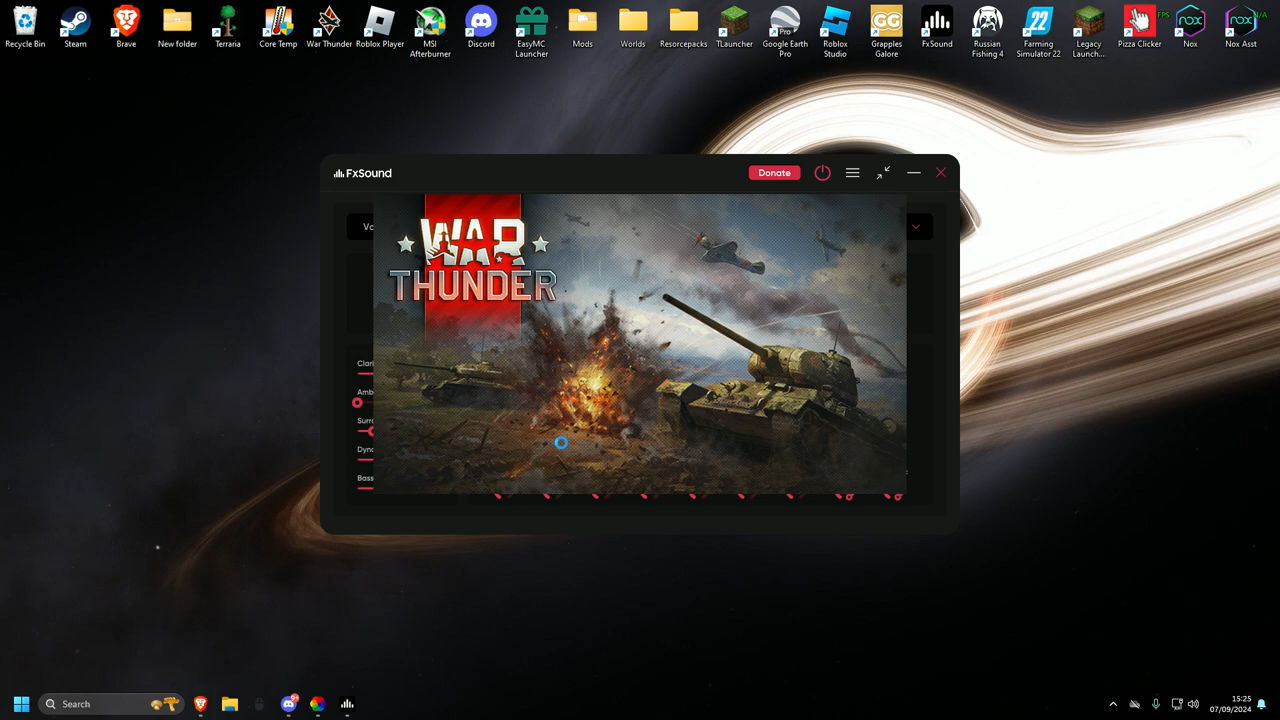 Recycle Bin
Steam
Brave
New folder
Terraria
Core Temp
War Thunder
Roblox Player
MSI
Afterburner
Discord
EasyMC
Launcher
Mods
Worlds
Resorcepacks
TLauncher
Google Earth
Pro
Roblox
Studio
Grapples
Galore
FxSound
Russian
Fishing 4
Farming
Simulator 22
Legacy
Launch...
Pizza Clicker
Nox
Nox Asst
FPS
N/A
FxSound
Donate
WAR
THUNDER
Search
9+
15:25
07/09/2024